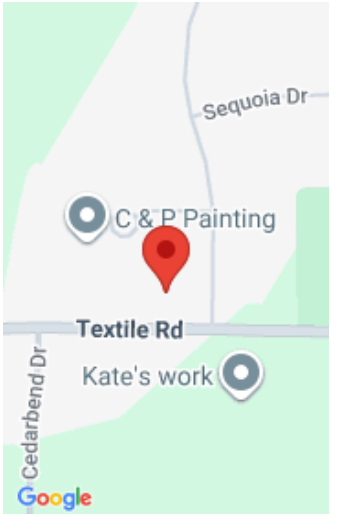 Sequoia Dr
C & P Painting
Textile Rd
Kate's work
Cedarbend Dr
Google